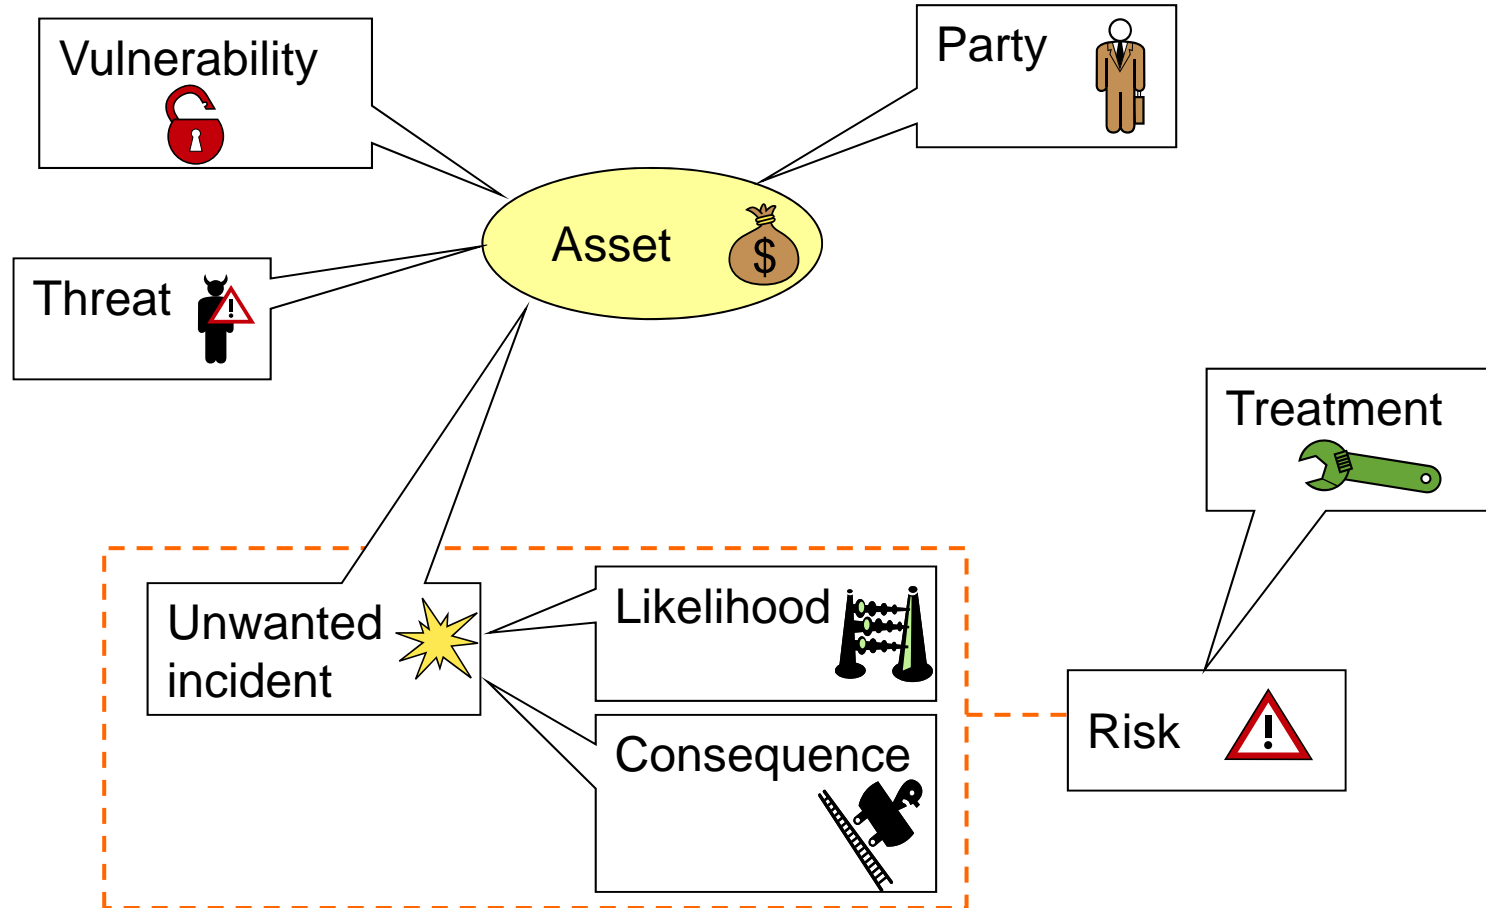 Vulnerability
Party
Asset
$
Threat
!
Treatment
Unwanted
incident
Likelihood
Consequence
Risk
!